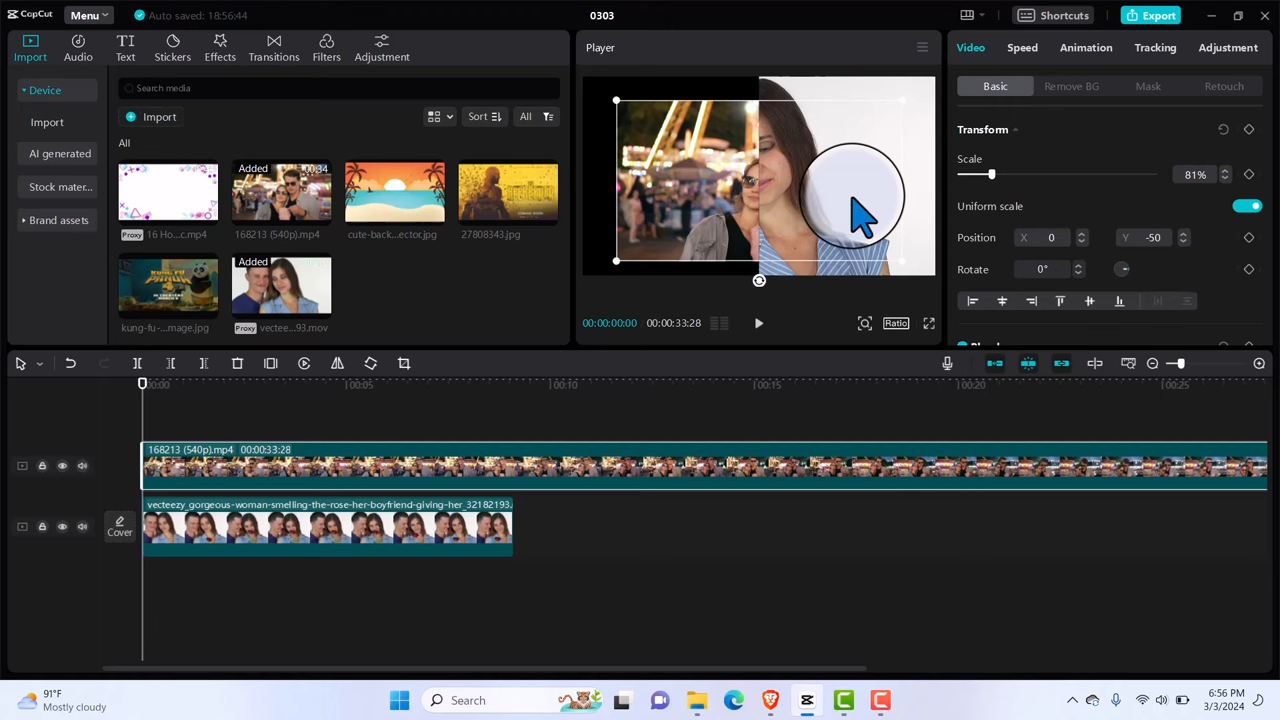 CapCut
Menu
Auto saved: 18:56:44
0303
Shortcuts
Export
Import
Audio
Text
Stickers
Effects
Transitions
Filters
Adjustment
Device
Import
AI generated
Stock mater...
Brand assets
Search media
Import
Sort
All
All
16 Ho...c.mp4
Proxy
Added
00:34
168213 (540p).mp4
cute-back...ector.jpg
27808343.jpg
kung-fu-...mage.jpg
Added
Proxy
vectee...93.mov
Player
00:00:00:00
00:00:33:28
Ratio
Video
Speed
Animation
Tracking
Adjustment
Basic
Remove BG
Mask
Retouch
Transform
Scale
81%
Uniform scale
Position
X
0
Y
-50
Rotate
0°
00:00
00:05
00:10
00:15
00:20
00:25
168213 (540p).mp4 00:00:33:28
Cover
vecteezy_gorgeous-woman-smelling-the-rose-her-boyfriend-giving-her_32182193.
91°F
Mostly cloudy
Search
6:56 PM
3/3/2024